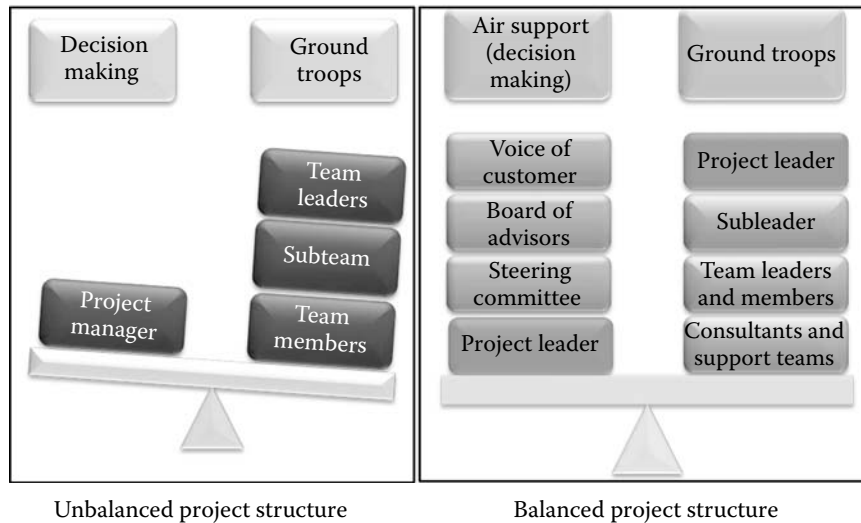 Decision
making
Ground
troops
Team
leaders
Subteam
Project
manager
Team
members
Unbalanced project structure
Air support
(decision
making)
Ground troops
Voice of
customer
Project leader
Board of
advisors
Subleader
Steering
committee
Team leaders
and members
Project leader
Consultants and
support teams
Balanced project structure